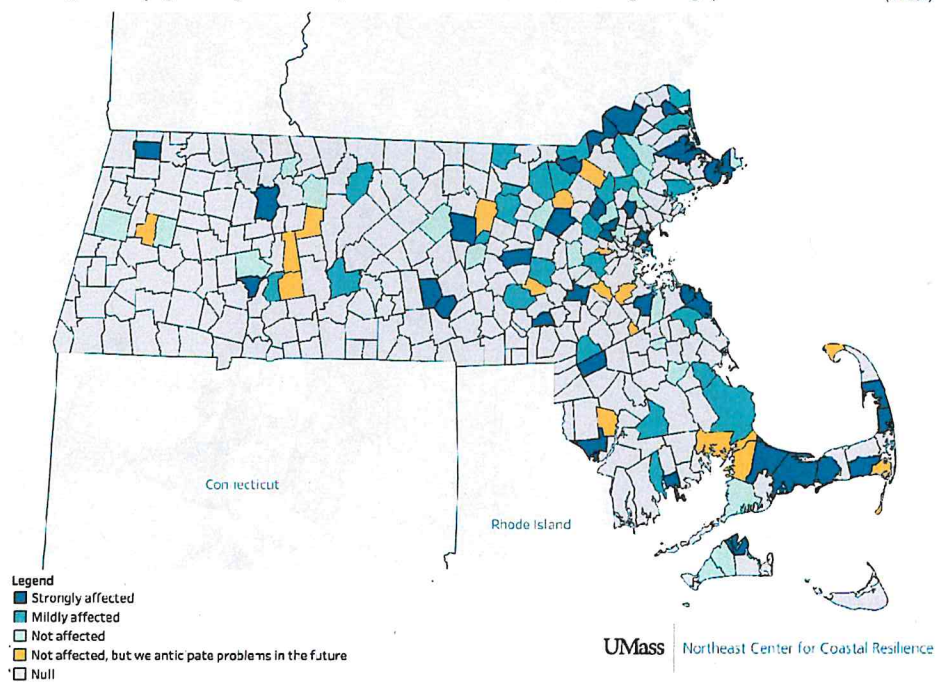 Connecticut
Rhode Island
Legend
Strongly affected
Mildly affected
Not affected
Not affected, but we anticipate problems in the future
Null
UMass | Northeast Center for Coastal Resilience